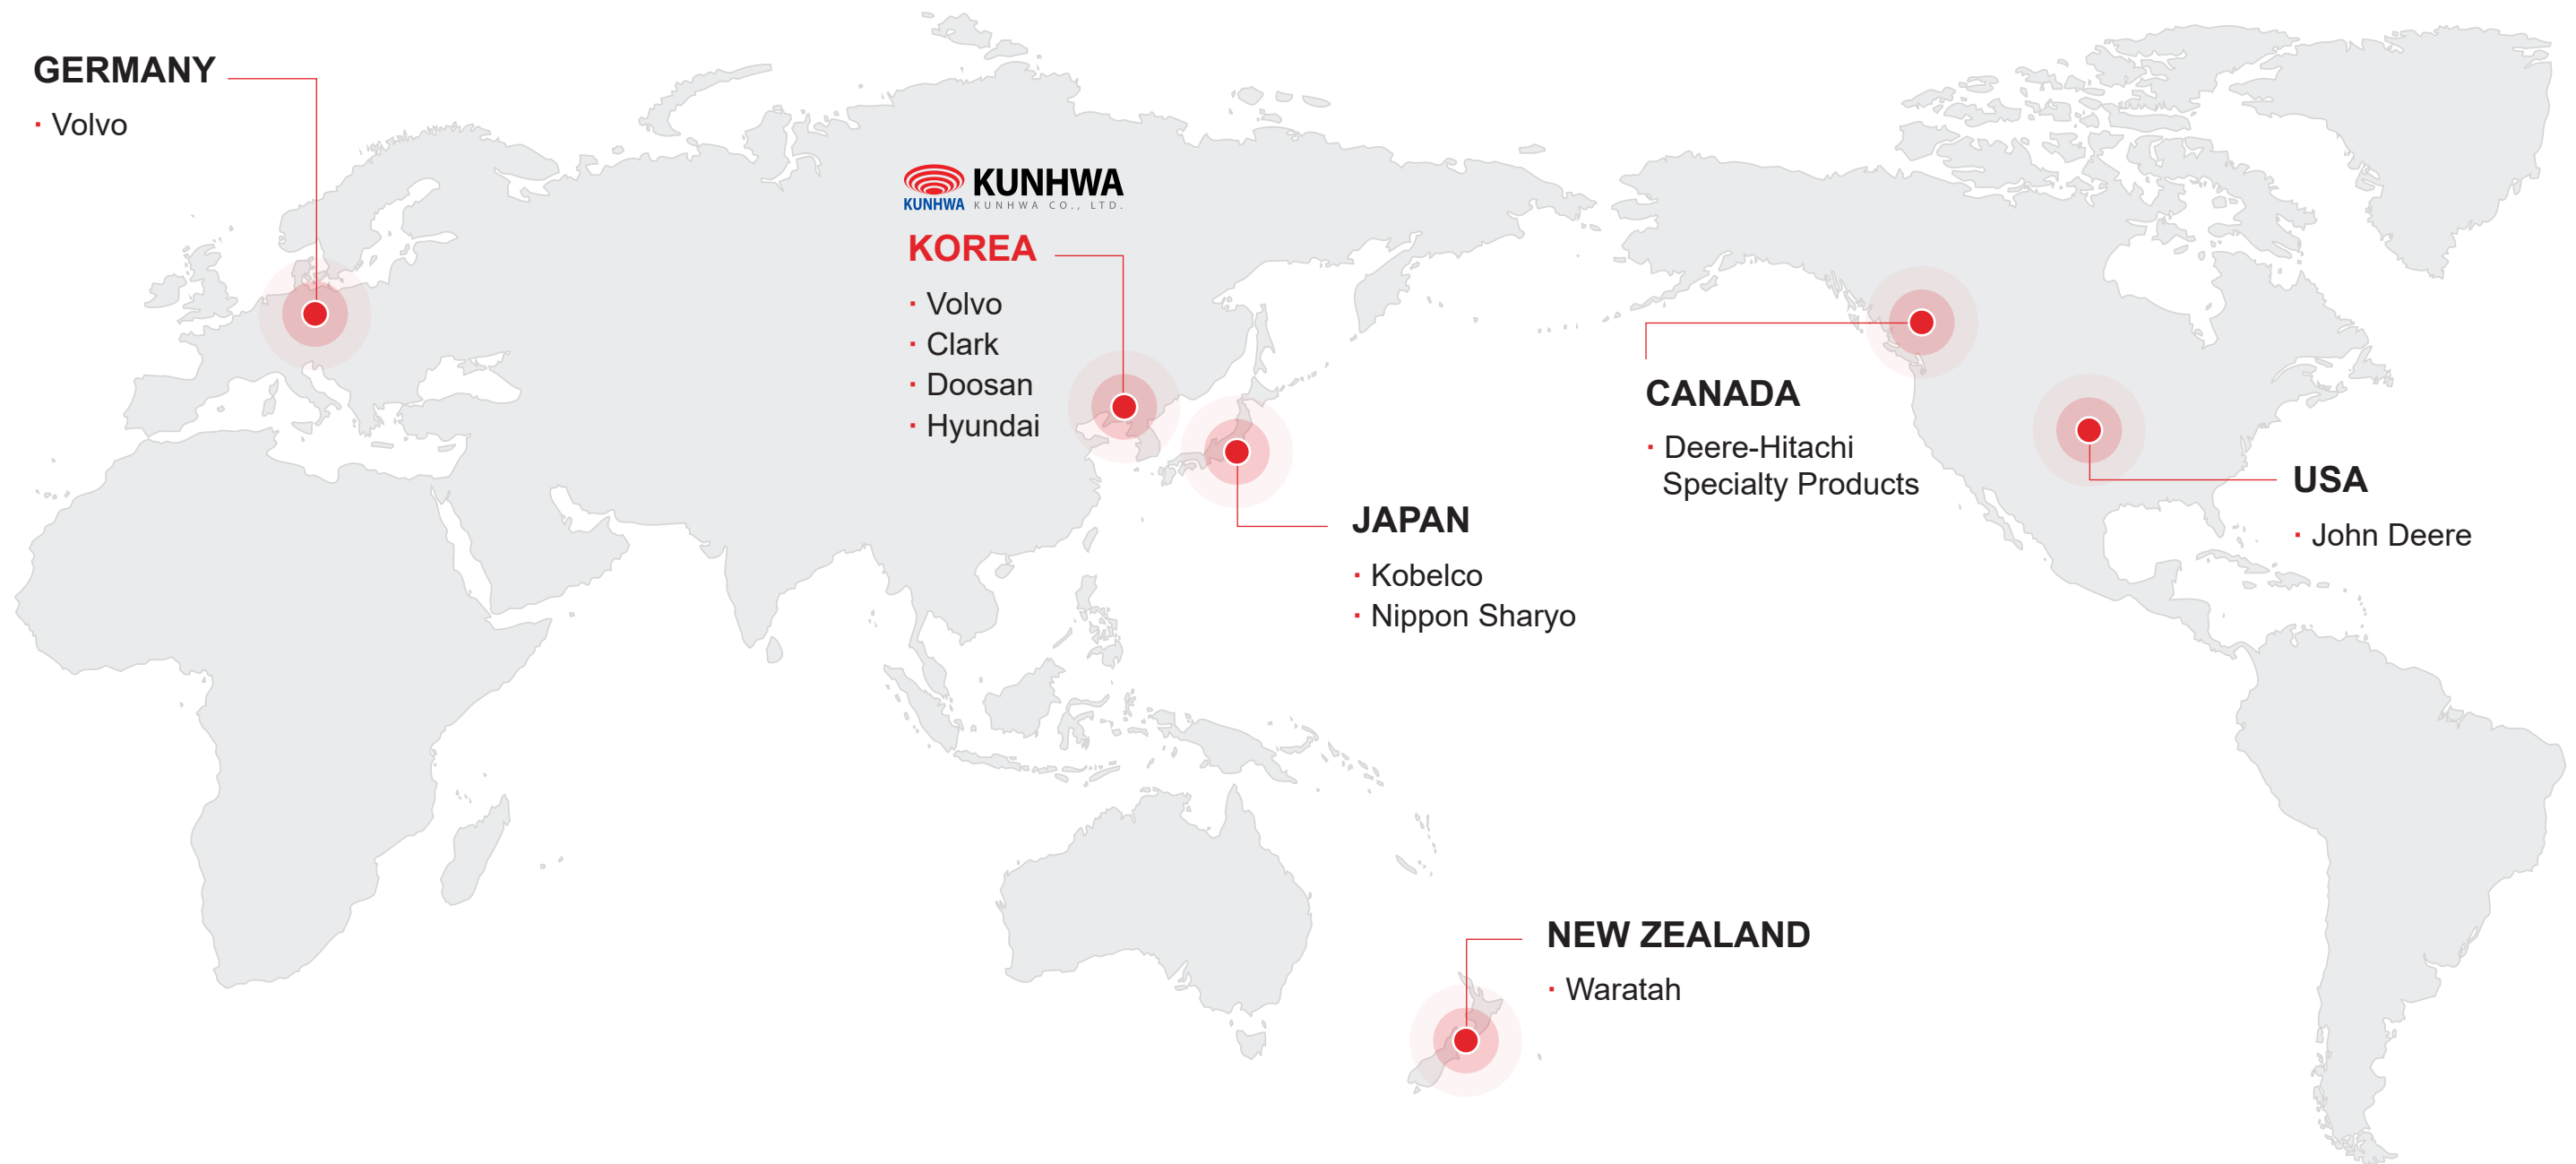 GERMANY
· Volvo
KUNHWA
KUNHWA
KUNHWA CO., LTD.
KOREA
· Volvo
· Clark
· Doosan
· Hyundai
JAPAN
· Kobelco
· Nippon Sharyo
CANADA
· Deere-Hitachi
Specialty Products
USA
· John Deere
NEW ZEALAND
· Waratah